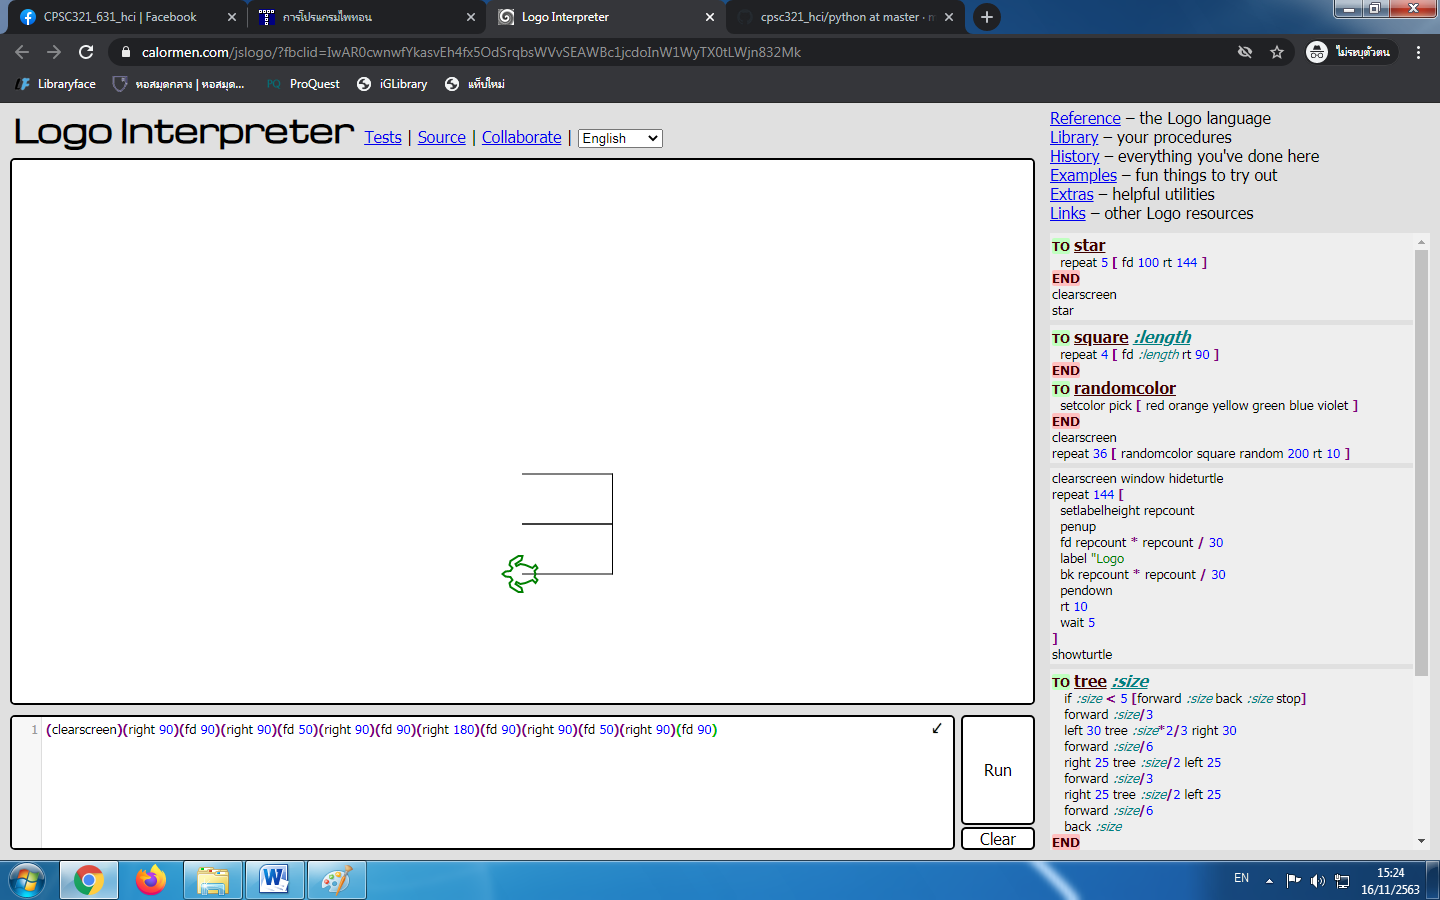 CPSC321_631_hci | Facebook
การโปรแกรมไพทอน
Logo Interpreter
cpsc321_hci/python at master ·
calormen.com/jslogo/?fbclid=IwAR0cwnwfYkasvEh4fx5OdSrqbsWVvSEAWBc1jcdoInW1WyTX0tLWjn832Mk
ไม่ระบุตัวตน
Libraryface
หอสมุดกลาง | หอสมุด...
PQ ProQuest
iGLibrary
แท็บใหม่
Logo Interpreter Tests | Source | Collaborate | English
Reference – the Logo language
Library – your procedures
History – everything you've done here
Examples – fun things to try out
Extras – helpful utilities
Links – other Logo resources
TO star
repeat 5 [ fd 100 rt 144 ]
END
clearscreen
star
TO square :length
repeat 4 [ fd :length rt 90 ]
END
TO randomcolor
setcolor pick [ red orange yellow green blue violet ]
END
clearscreen
repeat 36 [ randomcolor square random 200 rt 10 ]
clearscreen window hideturtle
repeat 144 [
setlabelheight repcount
penup
fd repcount * repcount / 30
label "Logo
bk repcount * repcount / 30
pendown
rt 10
wait 5
]
showturtle
TO tree :size
if :size < 5 [forward :size back :size stop]
forward :size/3
left 30 tree :size*2/3 right 30
forward :size/6
right 25 tree :size/2 left 25
forward :size/3
right 25 tree :size/2 left 25
forward :size/6
back :size
END
1 (clearscreen)(right 90)(fd 90)(right 90)(fd 50)(right 90)(fd 90)(right 180)(fd 90)(right 90)(fd 50)(right 90)(fd 90)
Run
Clear
EN
15:24
16/11/2563